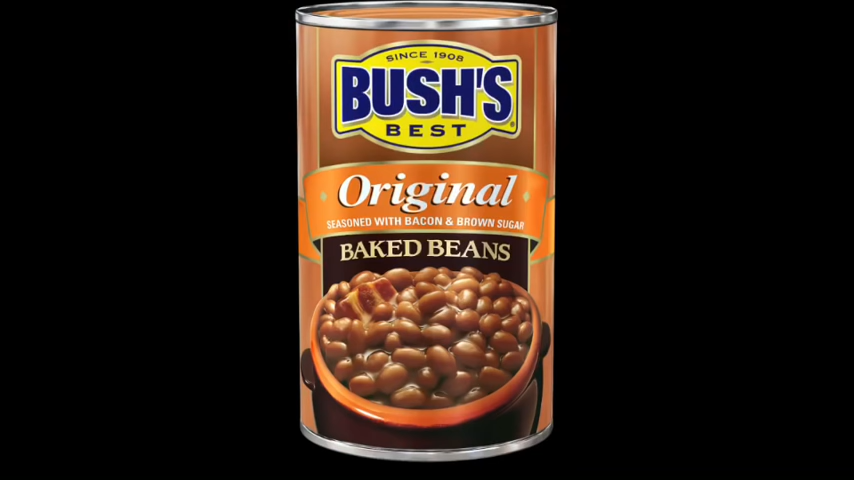 SINCE 1908
BUSH'S
BEST
Original
SEASONED WITH BACON & BROWN SUGAR
BAKED BEANS